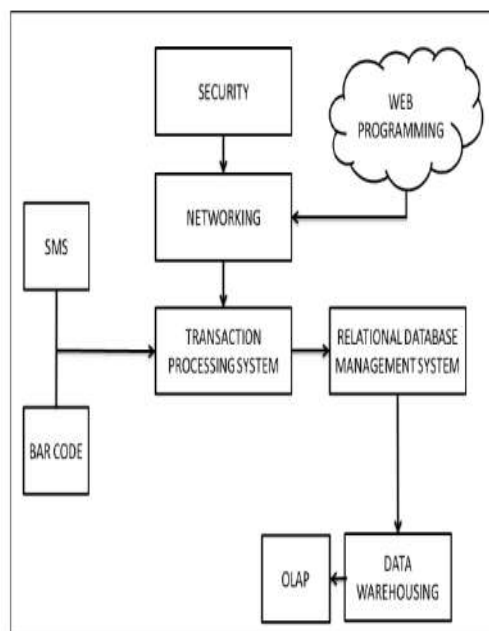 SECURITY
WEB
PROGRAMMING
NETWORKING
SMS
TRANSACTION
PROCESSING SYSTEM
RELATIONAL DATABASE
MANAGEMENT SYSTEM
BAR CODE
OLAP
DATA
WAREHOUSING